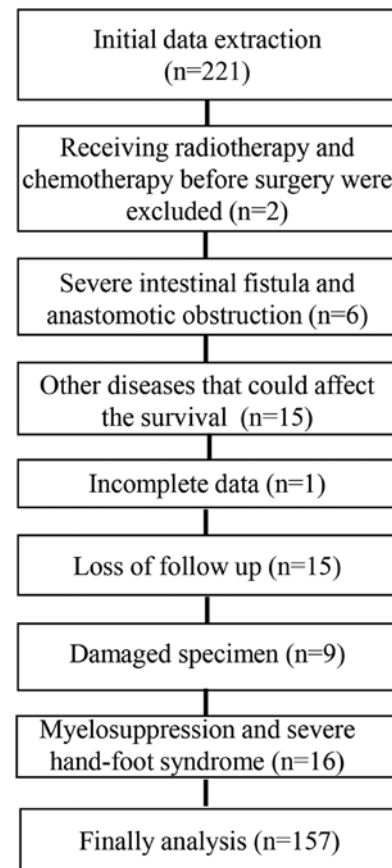 Initial data extraction
(n=221)
Receiving radiotherapy and
chemotherapy before surgery were
excluded (n=2)
Severe intestinal fistula and
anastomotic obstruction (n=6)
Other diseases that could affect
the survival (n=15)
Incomplete data (n=1)
Loss of follow up (n=15)
Damaged specimen (n=9)
Myelosuppression and severe
hand-foot syndrome (n=16)
Finally analysis (n=157)